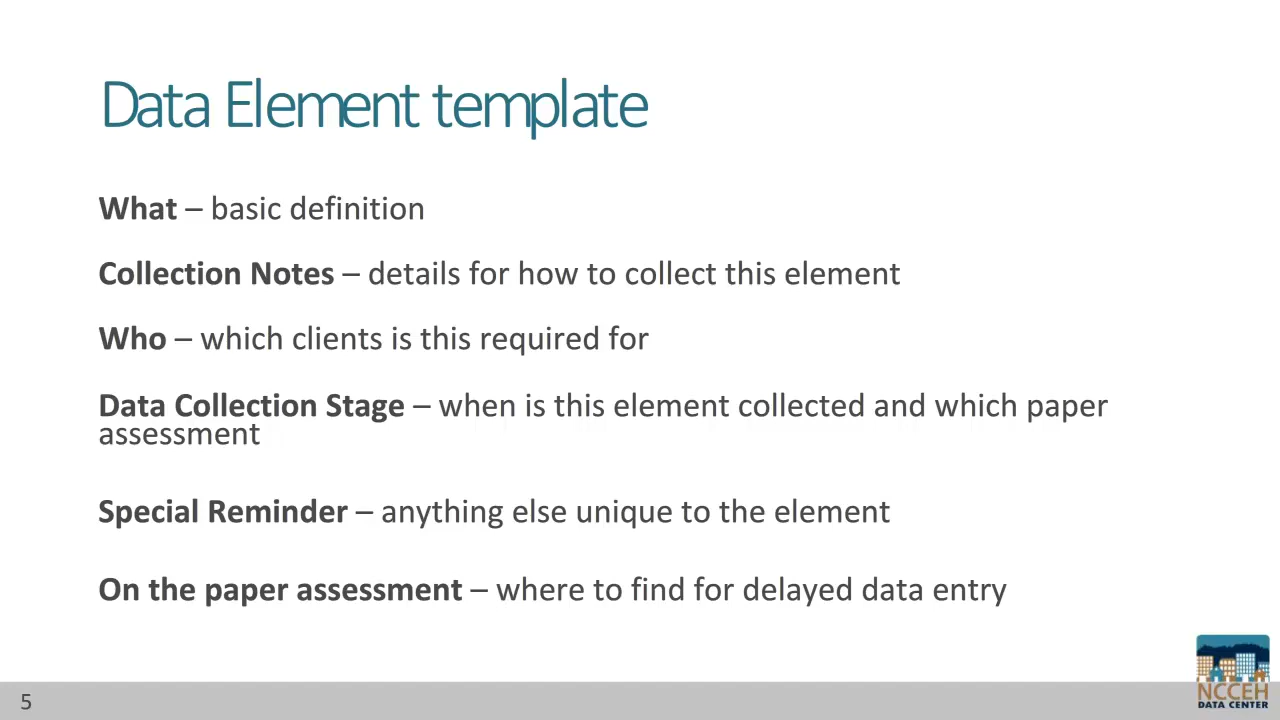 Data Element template
What – basic definition
Collection Notes – details for how to collect this element
Who – which clients is this required for
Data Collection Stage – when is this element collected and which paper
assessment
Special Reminder – anything else unique to the element
On the paper assessment – where to find for delayed data entry
5
NCCEH
DATA CENTER